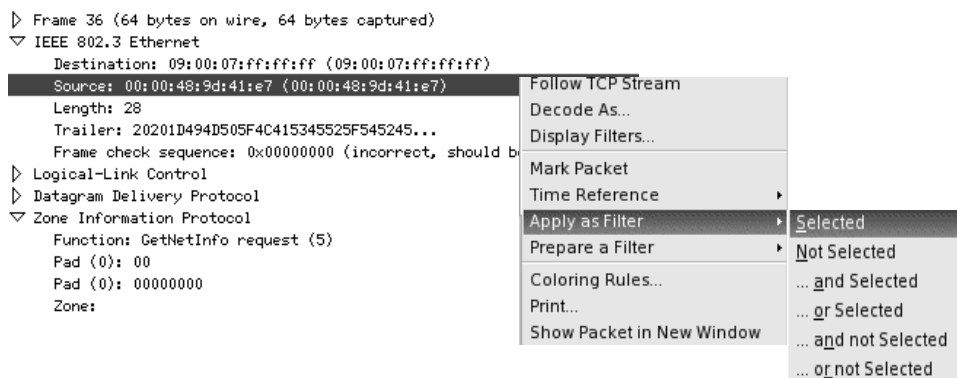 Frame 36 (64 bytes on wire, 64 bytes captured)
IEEE 802.3 Ethernet
Destination: 09:00:07:ff:ff:ff (09:00:07:ff:ff:ff)
Source: 00:00:48:9d:41:e7 (00:00:48:9d:41:e7)
Length: 28
Trailer: 20201D494D505F4C415345525F545245...
Frame check sequence: 0x00000000 (incorrect, should b
Logical-Link Control
Datagram Delivery Protocol
Zone Information Protocol
Function: GetNetInfo request (5)
Pad (0): 00
Pad (0): 00000000
Zone:
Follow TCP Stream
Decode As...
Display Filters...
Mark Packet
Time Reference
Apply as Filter
Prepare a Filter
Coloring Rules...
Print...
Show Packet in New Window
Selected
Not Selected
... and Selected
... or Selected
... and not Selected
... or not Selected